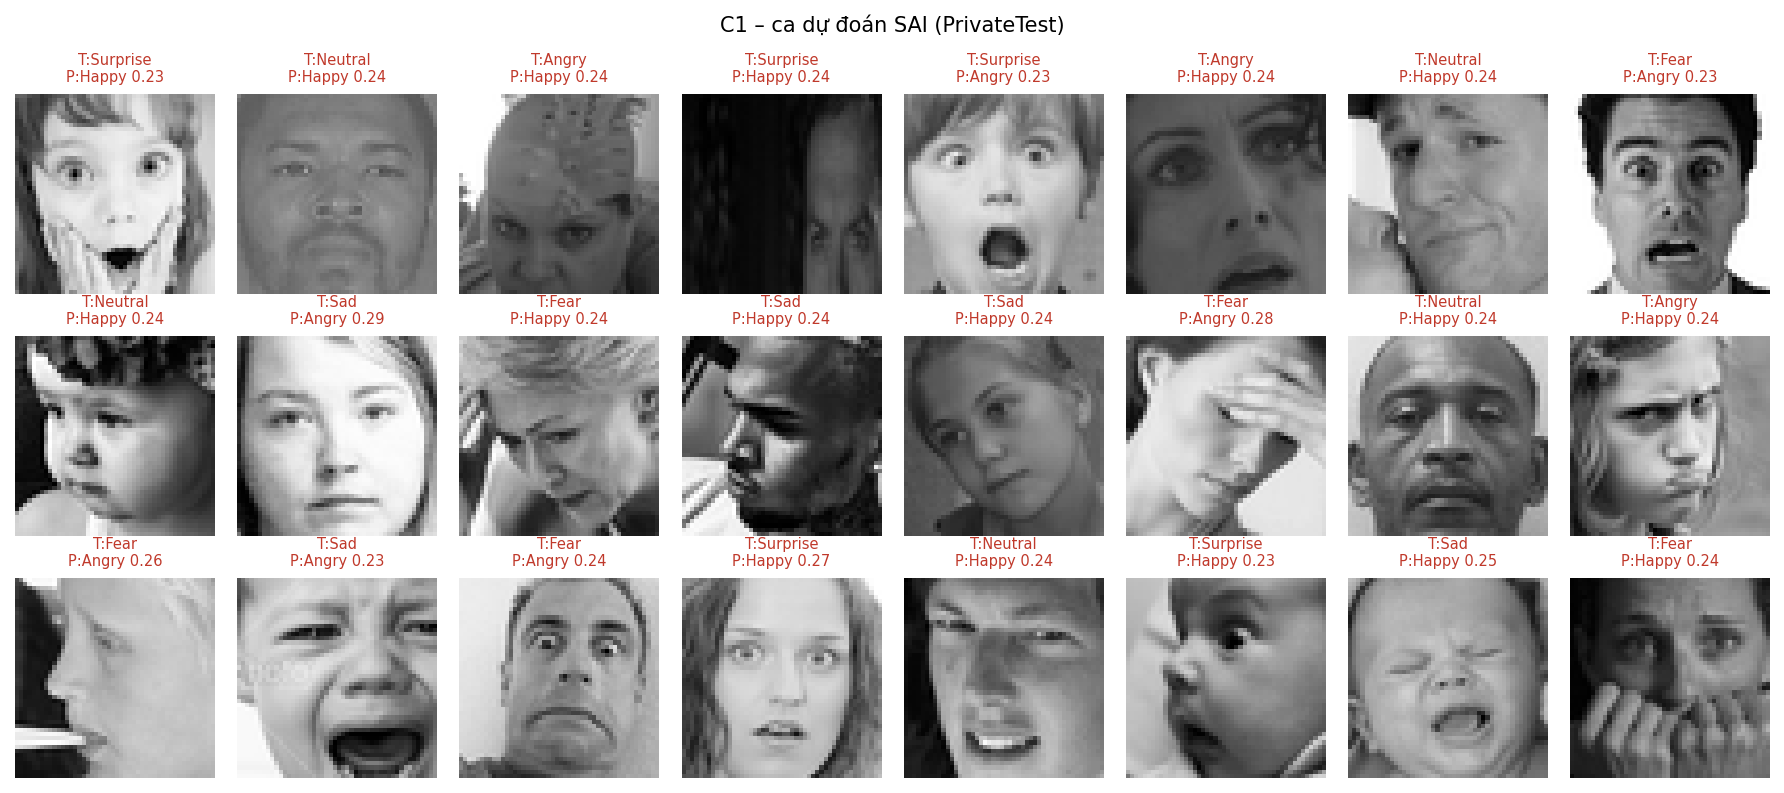 C1 – ca dự đoán SAI (PrivateTest)
T:Surprise
P:Happy 0.23
T:Neutral
P:Happy 0.24
T:Angry
P:Happy 0.24
T:Surprise
P:Happy 0.24
T:Surprise
P:Angry 0.23
T:Angry
P:Happy 0.24
T:Neutral
P:Happy 0.24
T:Fear
P:Angry 0.23
T:Neutral
P:Happy 0.24
T:Sad
P:Angry 0.29
T:Fear
P:Happy 0.24
T:Sad
P:Happy 0.24
T:Sad
P:Happy 0.24
T:Fear
P:Angry 0.28
T:Neutral
P:Happy 0.24
T:Angry
P:Happy 0.24
T:Fear
P:Angry 0.26
T:Sad
P:Angry 0.23
T:Fear
P:Angry 0.24
T:Surprise
P:Happy 0.27
T:Neutral
P:Happy 0.24
T:Surprise
P:Happy 0.23
T:Sad
P:Happy 0.25
T:Fear
P:Happy 0.24